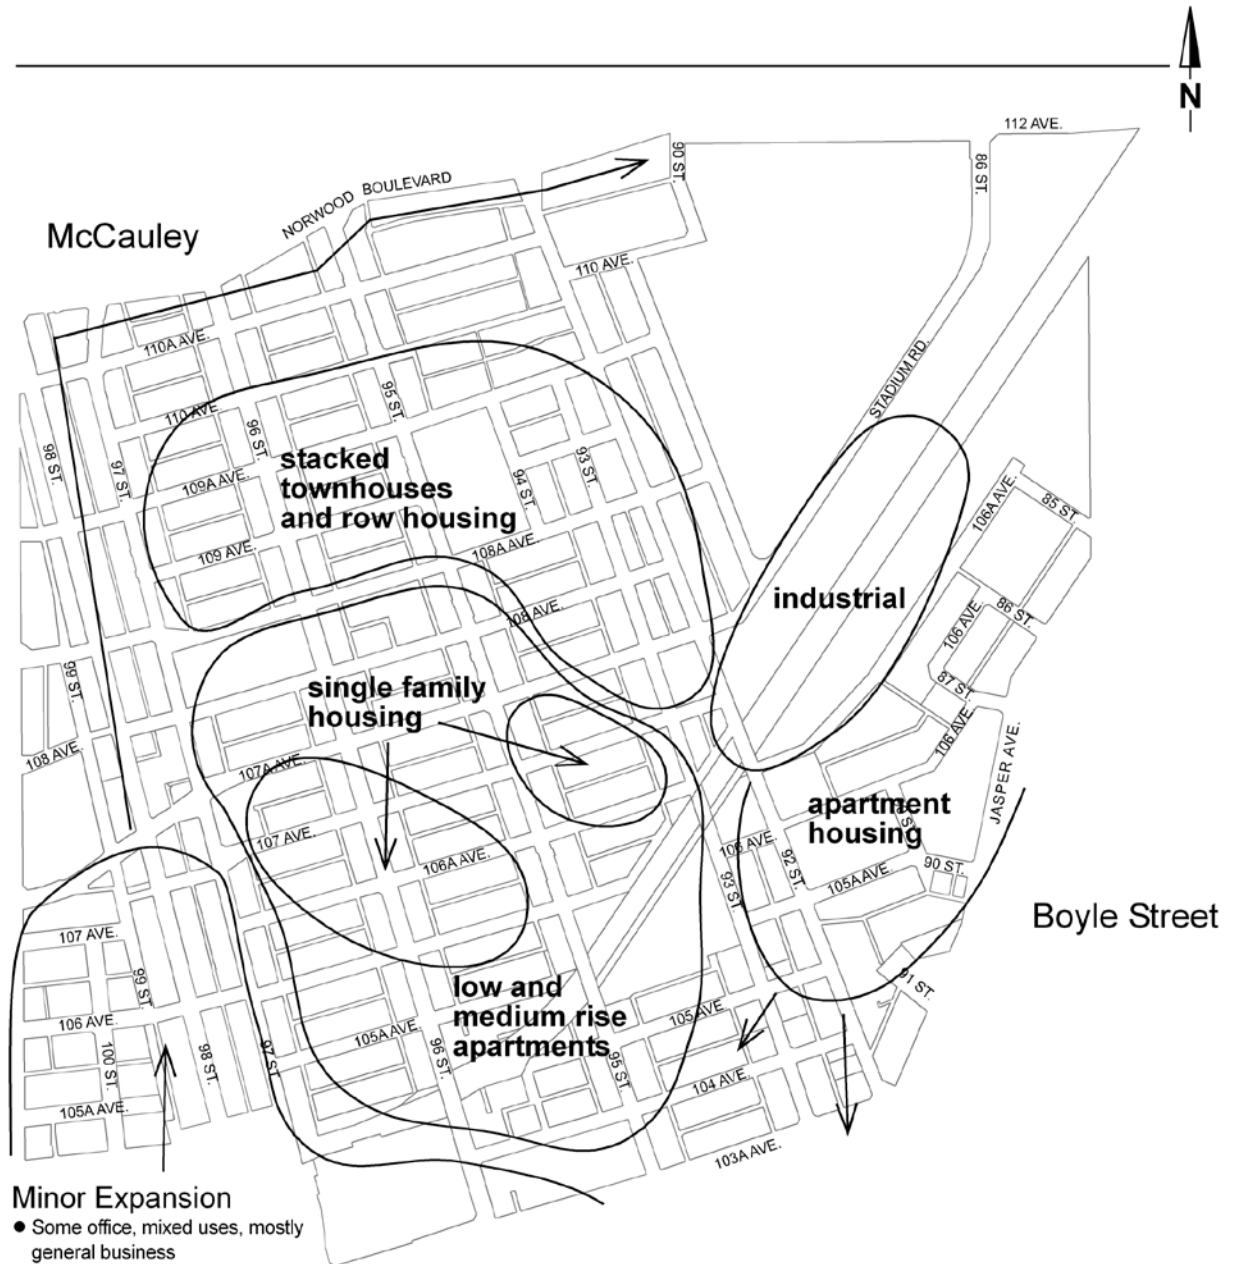 N
112 AVE.
90 ST.
86 ST.
NORWOOD BOULEVARD
McCauley
110 AVE.
110A AVE.
STADIUM RD.
95 ST.
110 AVE
96 ST.
98 ST.
97 ST.
stacked
townhouses
and row housing
93 ST.
94 ST.
109A AVE.
106A AVE.
85 ST.
109 AVE.
108A AVE.
industrial
108 AVE.
86 ST.
106 AVE.
99 ST.
single family
housing
87 ST.
106 AVE.
108 AVE.
107A AVE.
JASPER AVE.
apartment
housing
107 AVE.
106 AVE.
106A AVE.
92 ST.
93 ST.
105A AVE.
90 ST.
Boyle Street
107 AVE.
99 ST.
91 ST.
low and
medium rise
apartments
106 AVE.
105 AVE.
105A AVE.
100 ST.
98 ST.
97 ST.
96 ST.
95 ST.
104 AVE.
105A AVE.
103A AVE.
Minor Expansion
● Some office, mixed uses, mostly
general business